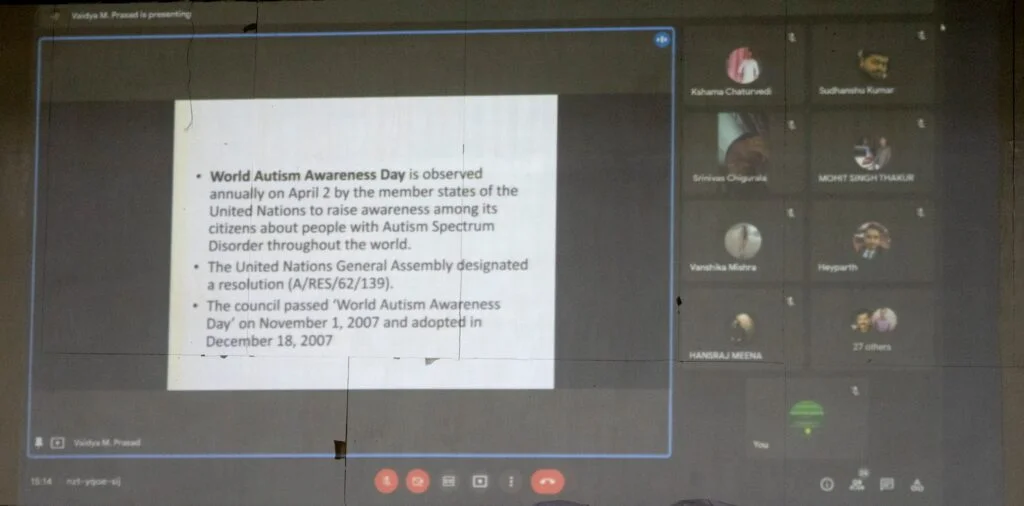 Vaidya M. Prasad is presenting
• World Autism Awareness Day is observed
annually on April 2 by the member states of the
United Nations to raise awareness among its
citizens about people with Autism Spectrum
Disorder throughout the world.
• The United Nations General Assembly designated
a resolution (A/RES/62/139).
• The council passed ‘World Autism Awareness
Day’ on November 1, 2007 and adopted in
December 18, 2007
Vaidya M. Prasad
Kshama Chaturvedi
Sudhanshu Kumar
Srinivas Chigurala
MOHIT SINGH THAKUR
Vanshika Mishra
Heyparth
HANSRAJ MEENA
27 others
You
15:14